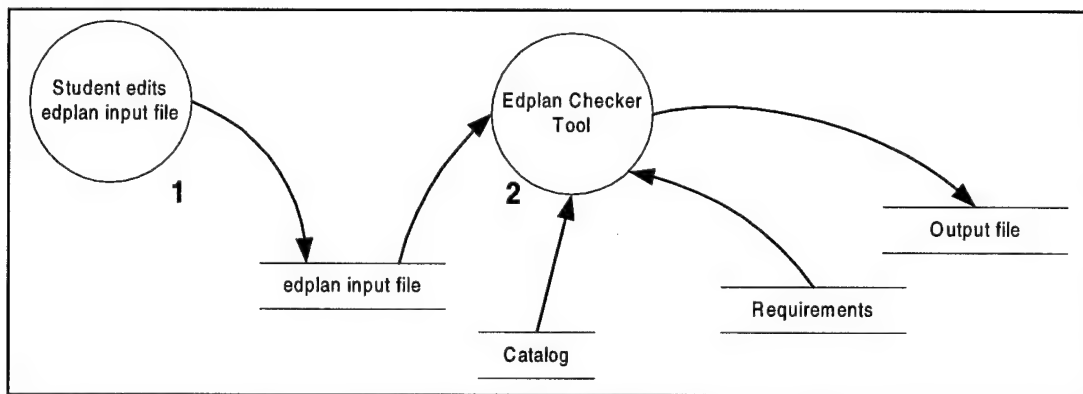 Student edits
edplan input file
1
Edplan Checker
Tool
2
edplan input file
Catalog
Requirements
Output file